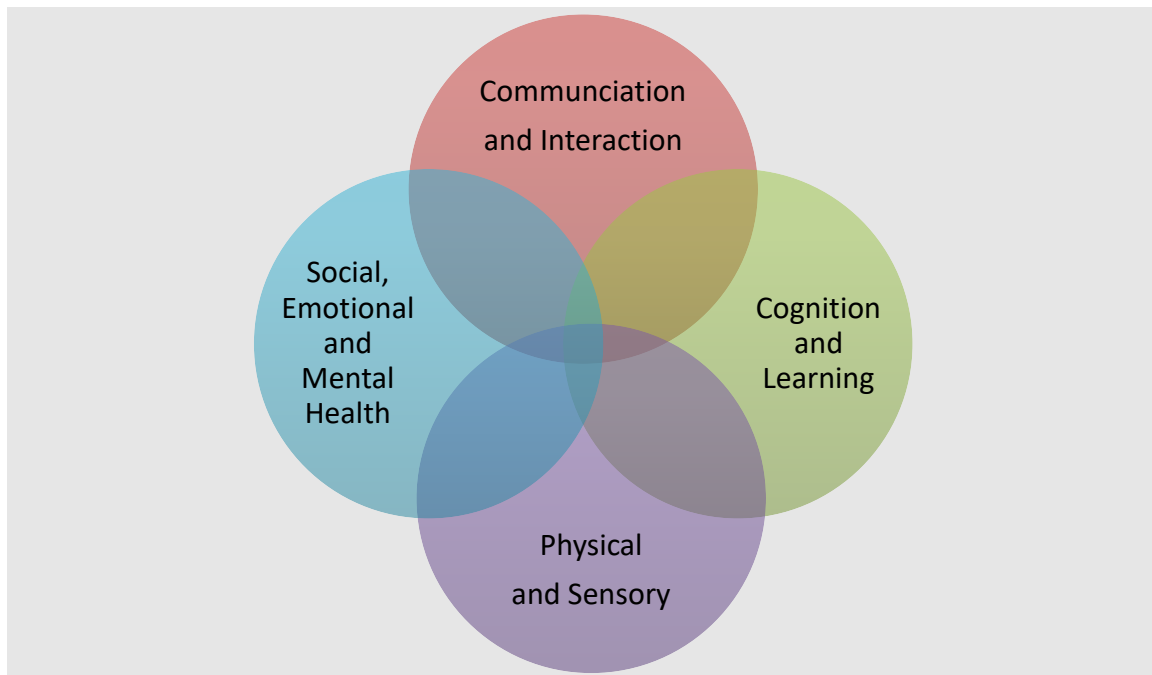 Communciation
and Interaction
Social,
Emotional
and
Mental
Health
Cognition
and
Learning
Physical
and Sensory